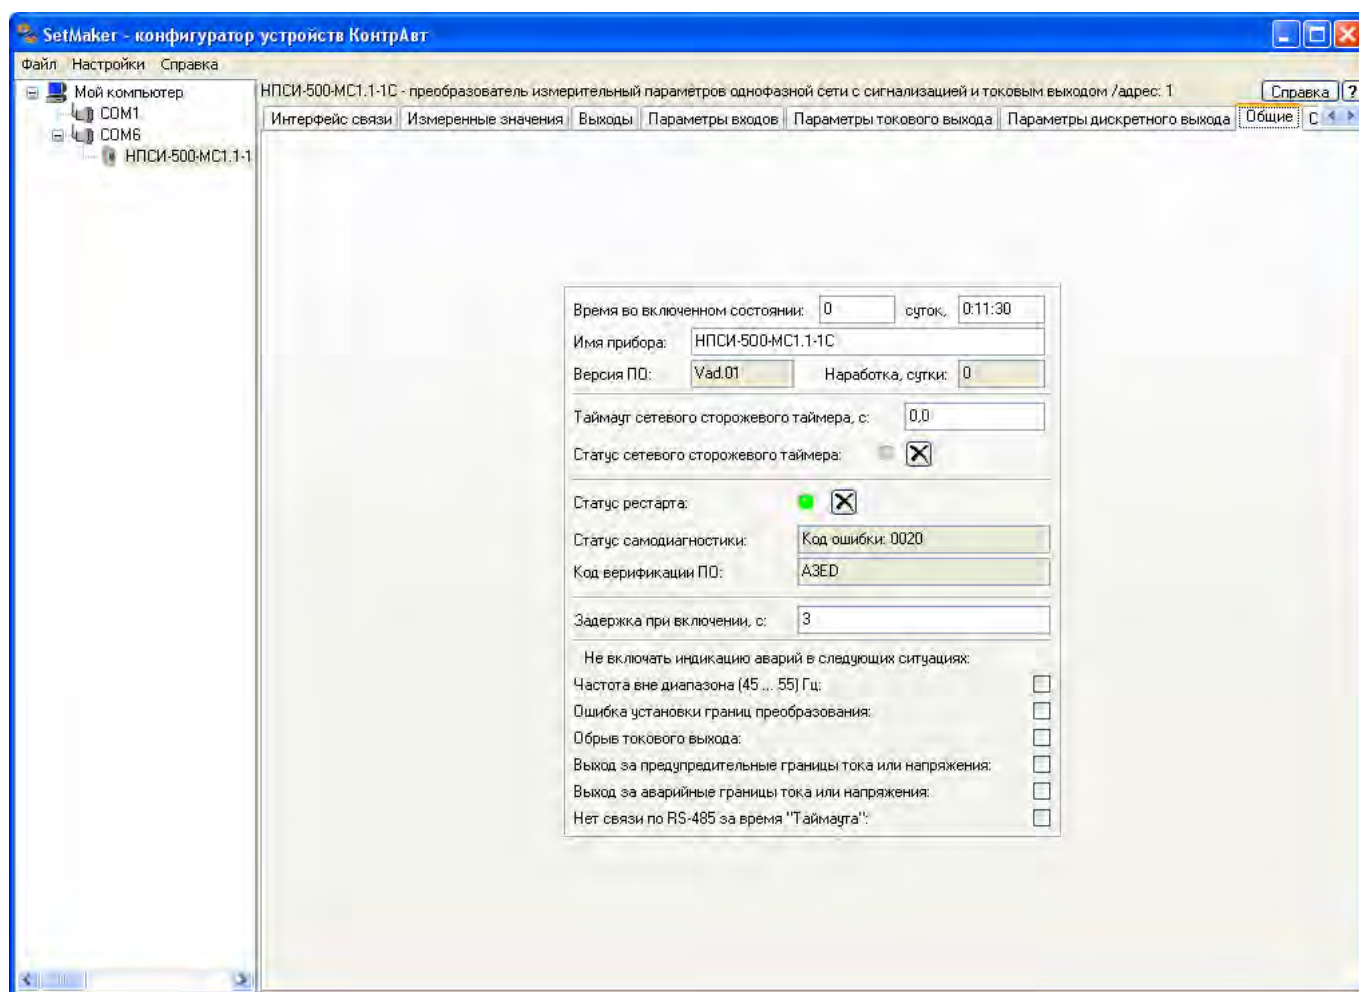 SetMaker - конфигуратор устройств КонтрАвт
Файл Настройки Справка
Мой компьютер
COM1
COM6
НПСИ-500-МС1.1-1
НПСИ-500-МС1.1-1С - преобразователь измерительный параметров однофазной сети с сигнализацией и токовым выходом /адрес: 1
Справка ?
Интерфейс связи Измеренные значения Выходы Параметры входов Параметры токового выхода Параметры дискретного выхода Общие С
Время во включенном состоянии: 0 суток, 0:11:30
Имя прибора: НПСИ-500-МС1.1-1С
Версия ПО: Vad.01 Наработка, сутки: 0
Таймаут сетевого сторожевого таймера, с: 0,0
Статус сетевого сторожевого таймера:
Статус рестарта:
Статус самодиагностики: Код ошибки: 0020
Код верификации ПО: A3ED
Задержка при включении, с: 3
Не включать индикацию аварий в следующих ситуациях:
Частота вне диапазона (45 ... 55) Гц:
Ошибка установки границ преобразования:
Обрыв токового выхода:
Выход за предупредительные границы тока или напряжения:
Выход за аварийные границы тока или напряжения:
Нет связи по RS-485 за время "Таймаута":